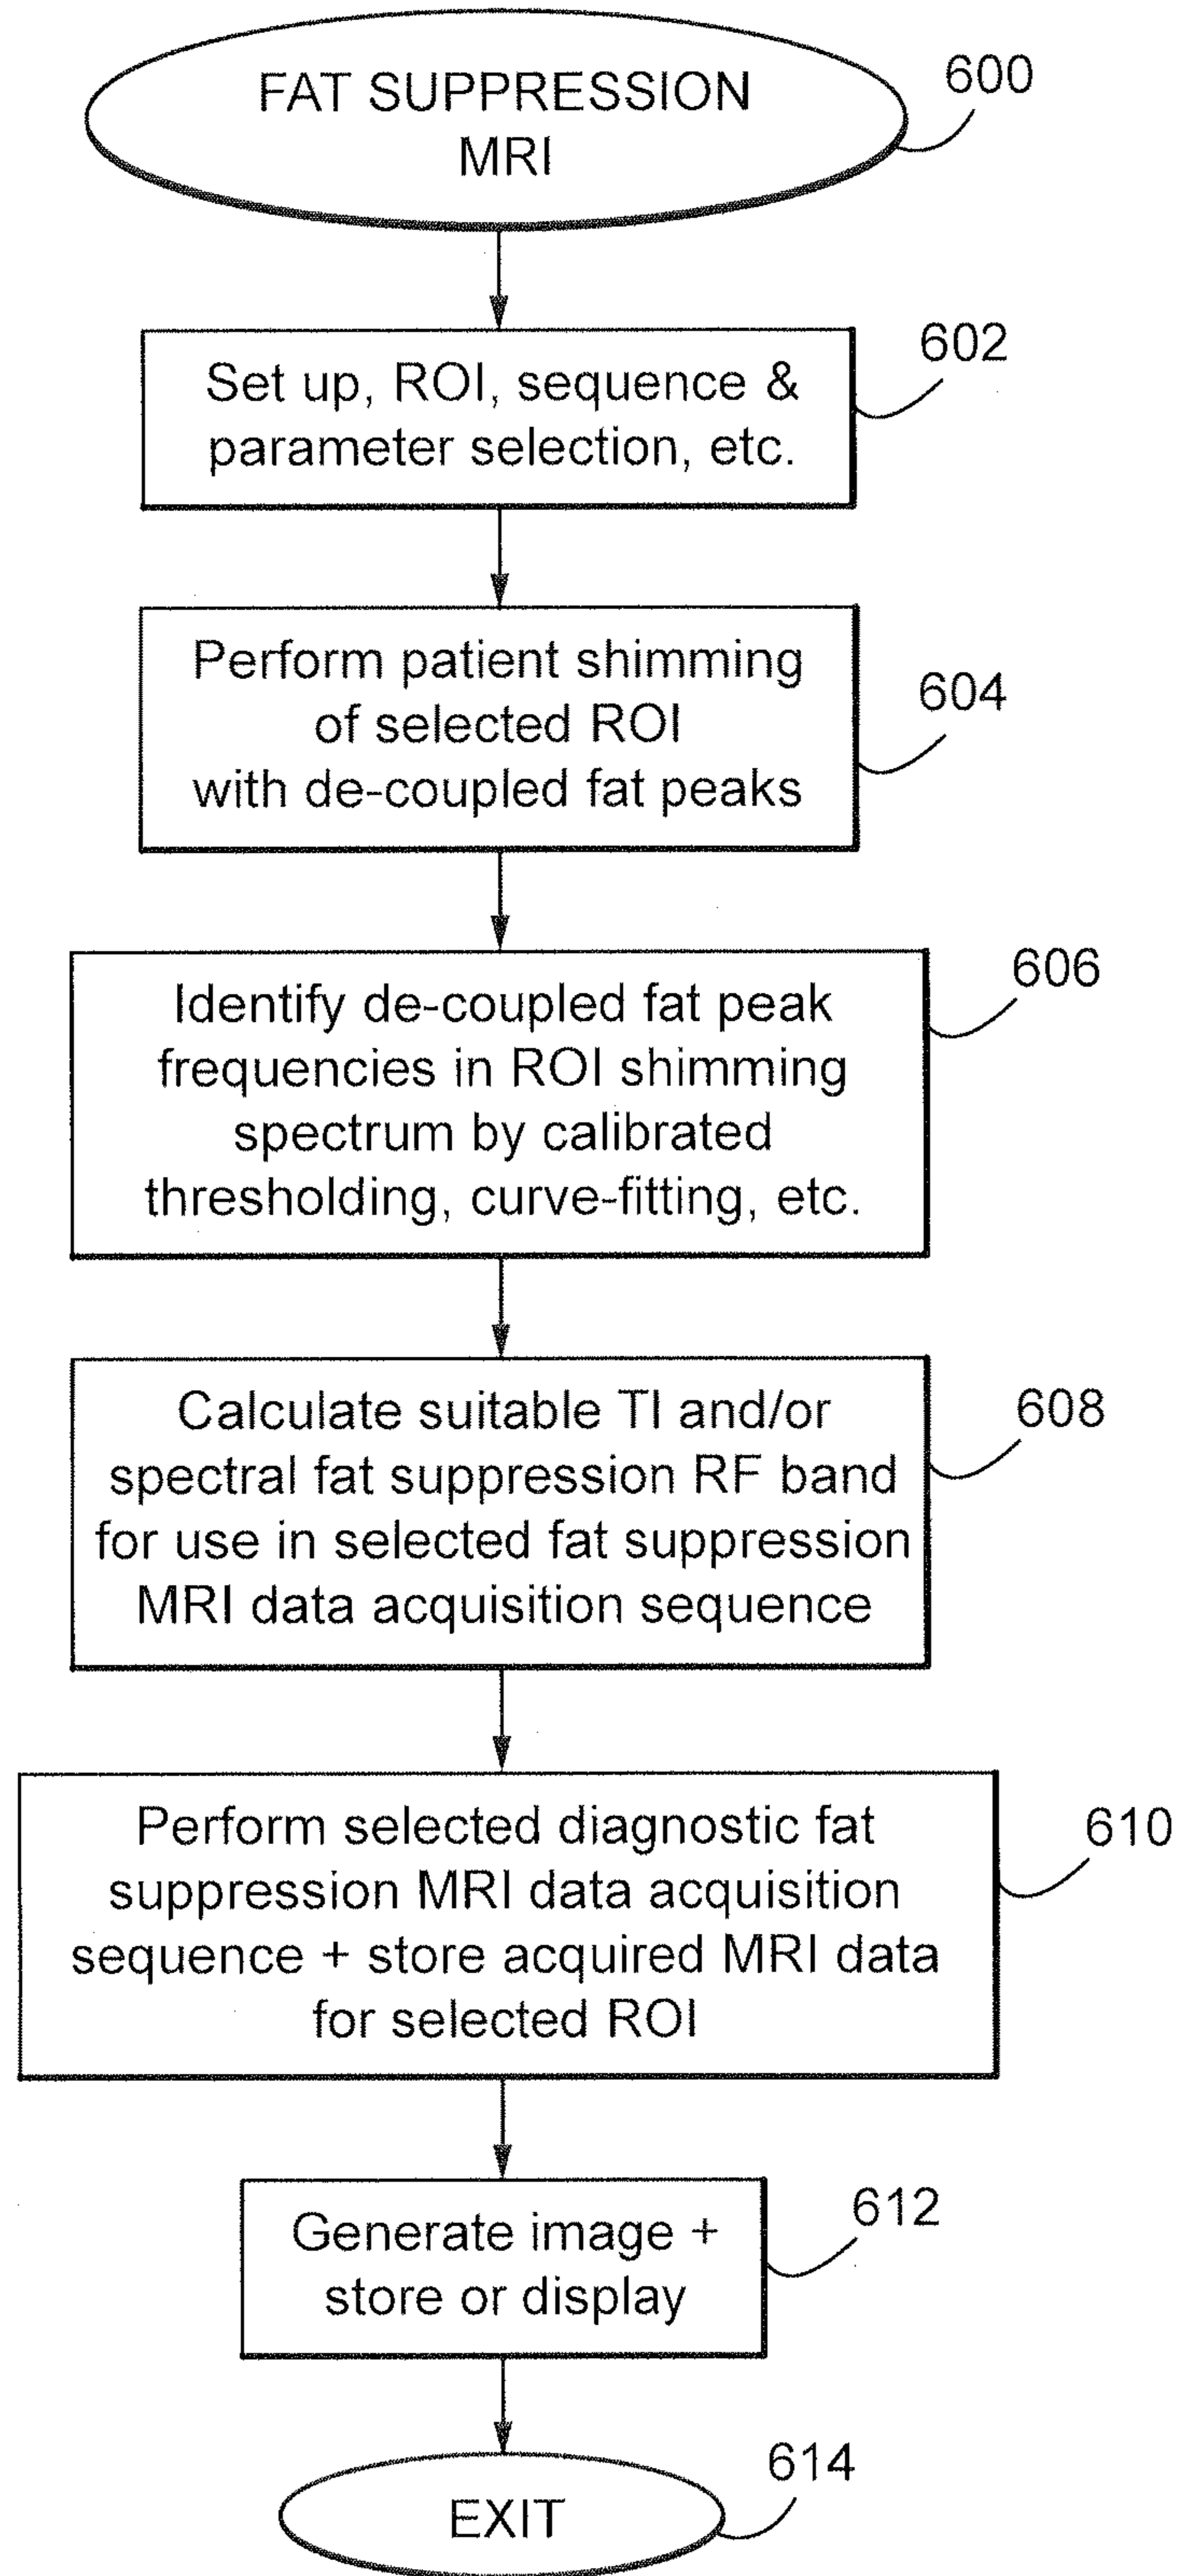 FAT SUPPRESSION
MRI
600
Set up, ROI, sequence &
parameter selection, etc.
602
Perform patient shimming
of selected ROI
with de-coupled fat peaks
604
Identify de-coupled fat peak
frequencies in ROI shimming
spectrum by calibrated
thresholding, curve-fitting, etc.
606
Calculate suitable TI and/or
spectral fat suppression RF band
for use in selected fat suppression
MRI data acquisition sequence
608
Perform selected diagnostic fat
suppression MRI data acquisition
sequence + store acquired MRI data
for selected ROI
610
Generate image +
store or display
612
EXIT
614